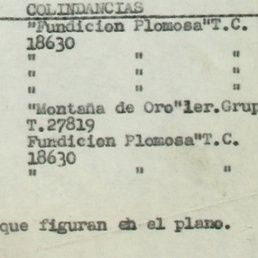 COLINDANCIAS
"Fundicion Plomosa"T.C.
18630
" " "
" " "
" " "
"Montaña de Oro"1er.Grup
T.27819
Fundicion Plomosa"T.C.
18630
" " "
que figuran en el plano.